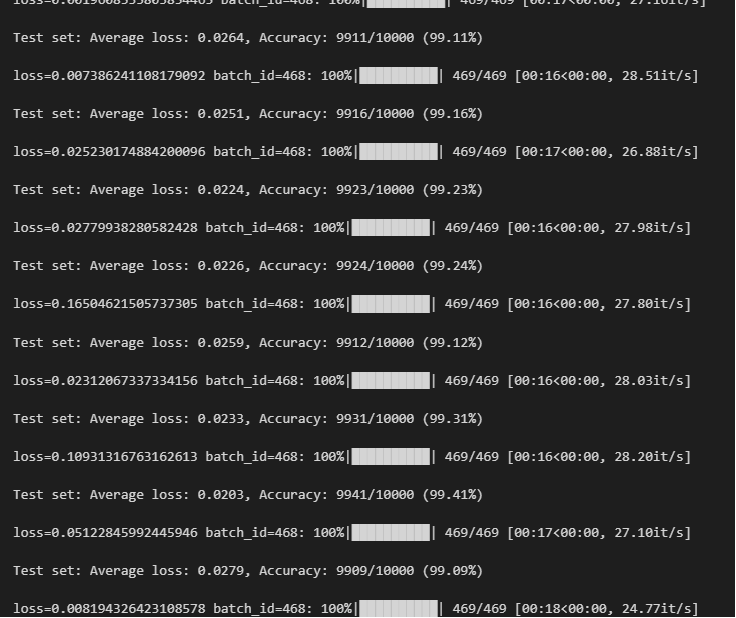 loss=0.0019608553805854465 batch_id=468: 100%|██████████| 469/469 [00:17<00:00, 27.16it/s]
Test set: Average loss: 0.0264, Accuracy: 9911/10000 (99.11%)
loss=0.007386241108179092 batch_id=468: 100%|██████████| 469/469 [00:16<00:00, 28.51it/s]
Test set: Average loss: 0.0251, Accuracy: 9916/10000 (99.16%)
loss=0.025230174884200096 batch_id=468: 100%|██████████| 469/469 [00:17<00:00, 26.88it/s]
Test set: Average loss: 0.0224, Accuracy: 9923/10000 (99.23%)
loss=0.02779938280582428 batch_id=468: 100%|██████████| 469/469 [00:16<00:00, 27.98it/s]
Test set: Average loss: 0.0226, Accuracy: 9924/10000 (99.24%)
loss=0.16504621505737305 batch_id=468: 100%|██████████| 469/469 [00:16<00:00, 27.80it/s]
Test set: Average loss: 0.0259, Accuracy: 9912/10000 (99.12%)
loss=0.02312067337334156 batch_id=468: 100%|██████████| 469/469 [00:16<00:00, 28.03it/s]
Test set: Average loss: 0.0233, Accuracy: 9931/10000 (99.31%)
loss=0.10931316763162613 batch_id=468: 100%|██████████| 469/469 [00:16<00:00, 28.20it/s]
Test set: Average loss: 0.0203, Accuracy: 9941/10000 (99.41%)
loss=0.05122845992445946 batch_id=468: 100%|██████████| 469/469 [00:17<00:00, 27.10it/s]
Test set: Average loss: 0.0279, Accuracy: 9909/10000 (99.09%)
loss=0.008194326423108578 batch_id=468: 100%|██████████| 469/469 [00:18<00:00, 24.77it/s]